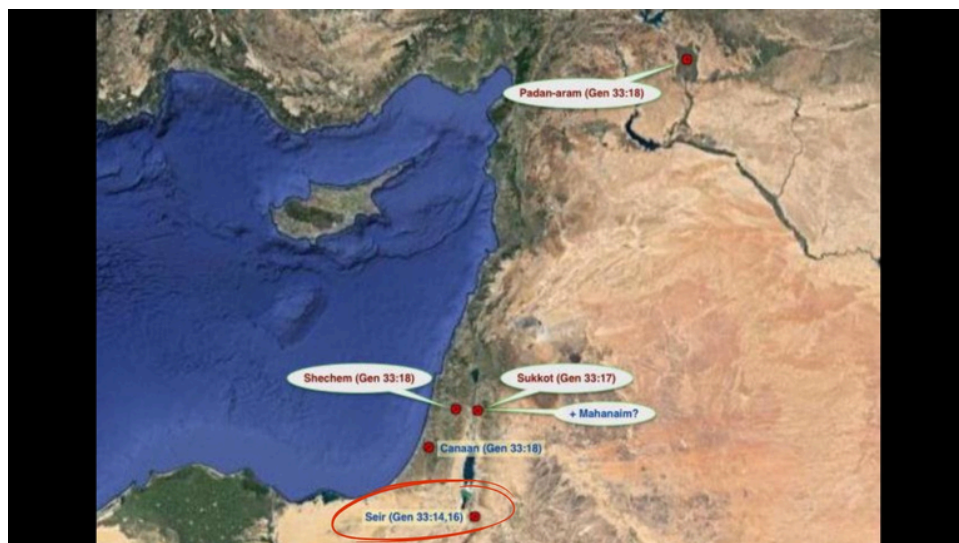 Padan-aram (Gen 33:18)
Shechem (Gen 33:18)
Sukkot (Gen 33:17)
+ Mahanaim?
Canaan (Gen 33:18)
Seir (Gen 33:14,16)